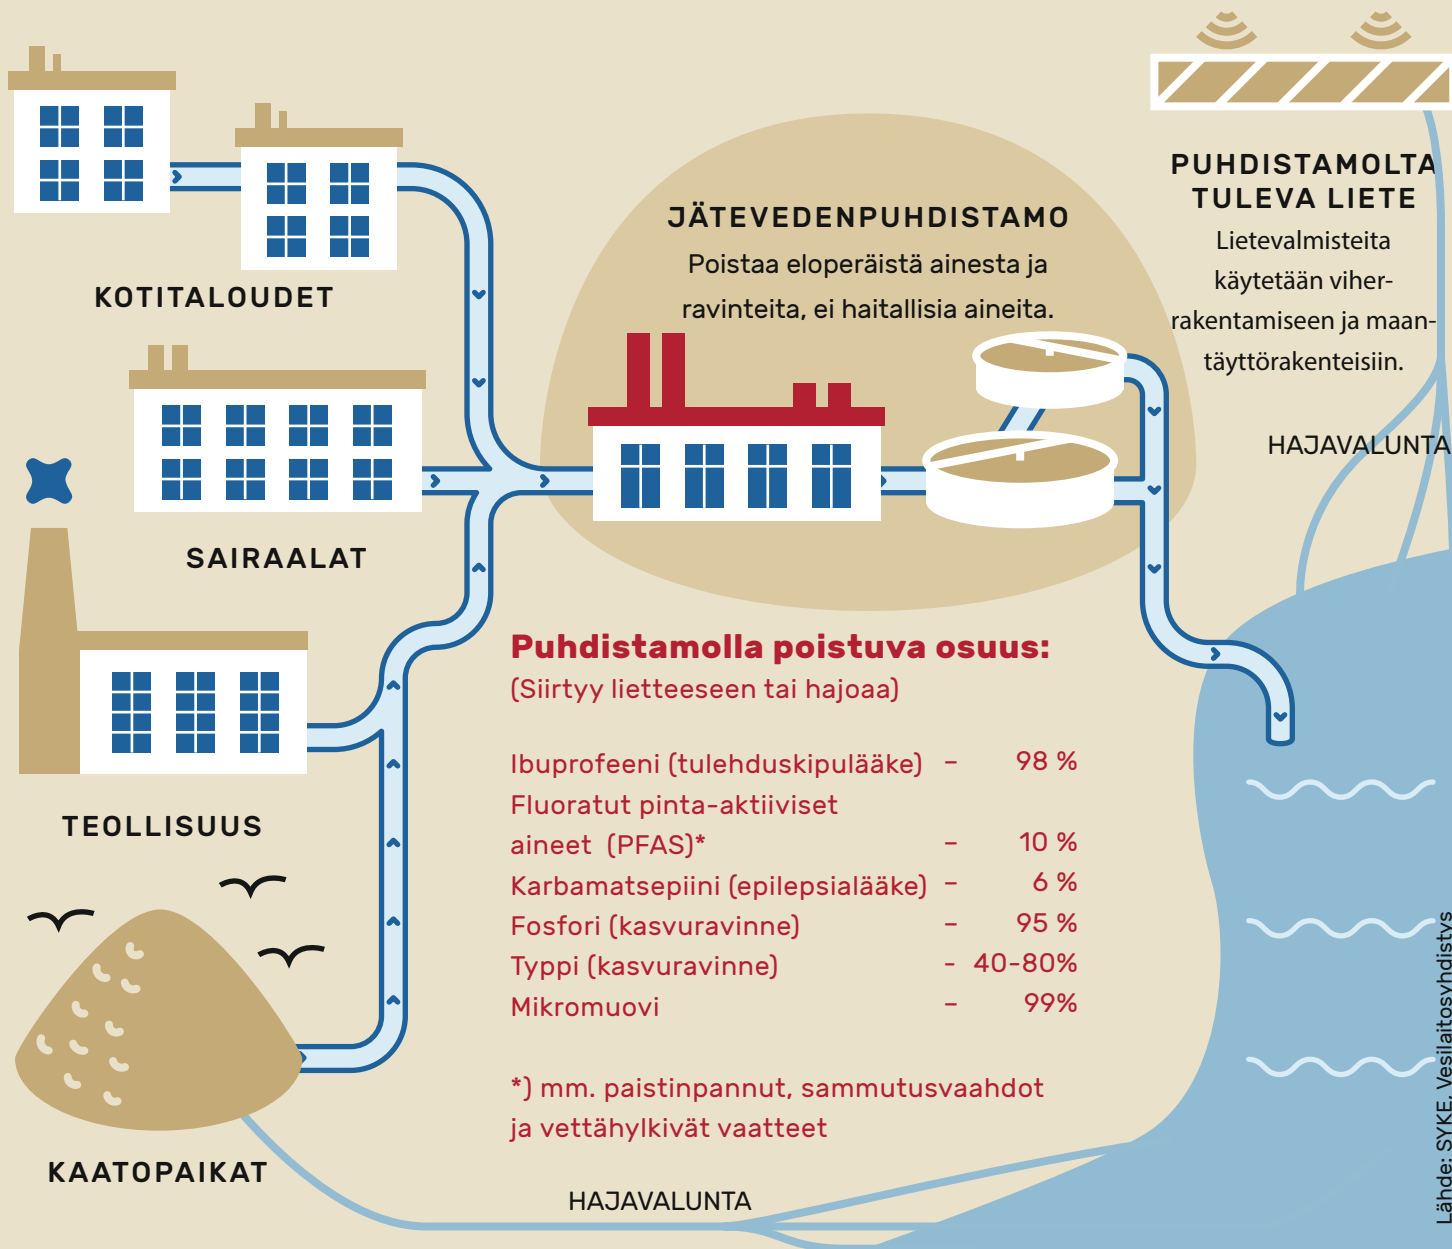 KOTITALOUDET
SAIRAALAT
TEOLLISUUS
KAATOPAIKAT
JÄTEVEDENPUHDISTAMO
Poistaa eloperäistä ainesta ja
ravinteita, ei haitallisia aineita.
PUHDISTAMOLTA
TULEVA LIETE
Lietevalmisteita
käytetään viher-
rakentamiseen ja maan-
täyttörakenteisiin.
HAJAVALUNTA
Puhdistamolla poistuva osuus:
(Siirtyy lietteeseen tai hajoaa)
Ibuprofeeni (tulehduskipulääke) – 98 %
Fluoratut pinta-aktiiviset
aineet (PFAS)* – 10 %
Karbamatsepiini (epilepsialääke) – 6 %
Fosfori (kasvuravinne) – 95 %
Typpi (kasvuravinne) - 40-80%
Mikromuovi – 99%
*) mm. paistinpannut, sammutusvaahdot
ja vettähylkivät vaatteet
HAJAVALUNTA
Lähde: SYKE, Vesilaitosyhdistys